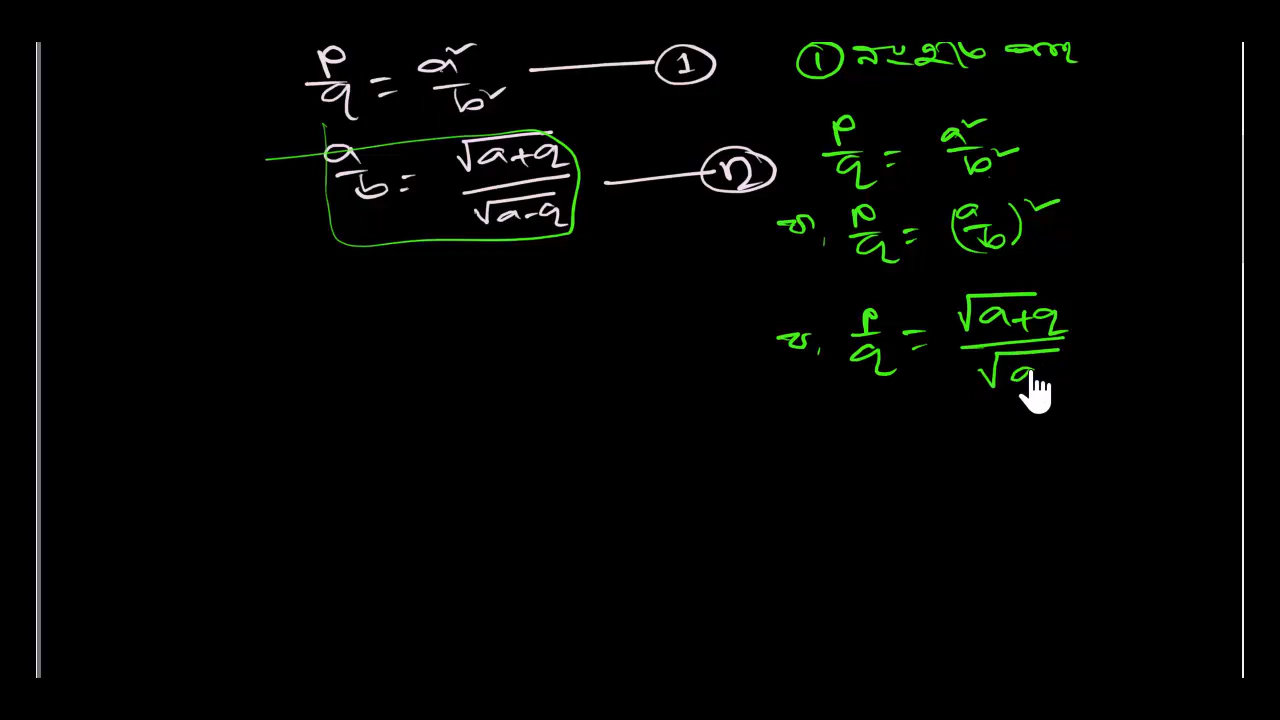 p/q = a²/b² —— ①
a/b = √(a+q)/√(a-q) —— ②
① নং হতে পাই
p/q = a²/b²
বা, p/q = (a/b)²
বা, p/q = √(a+q)/√a